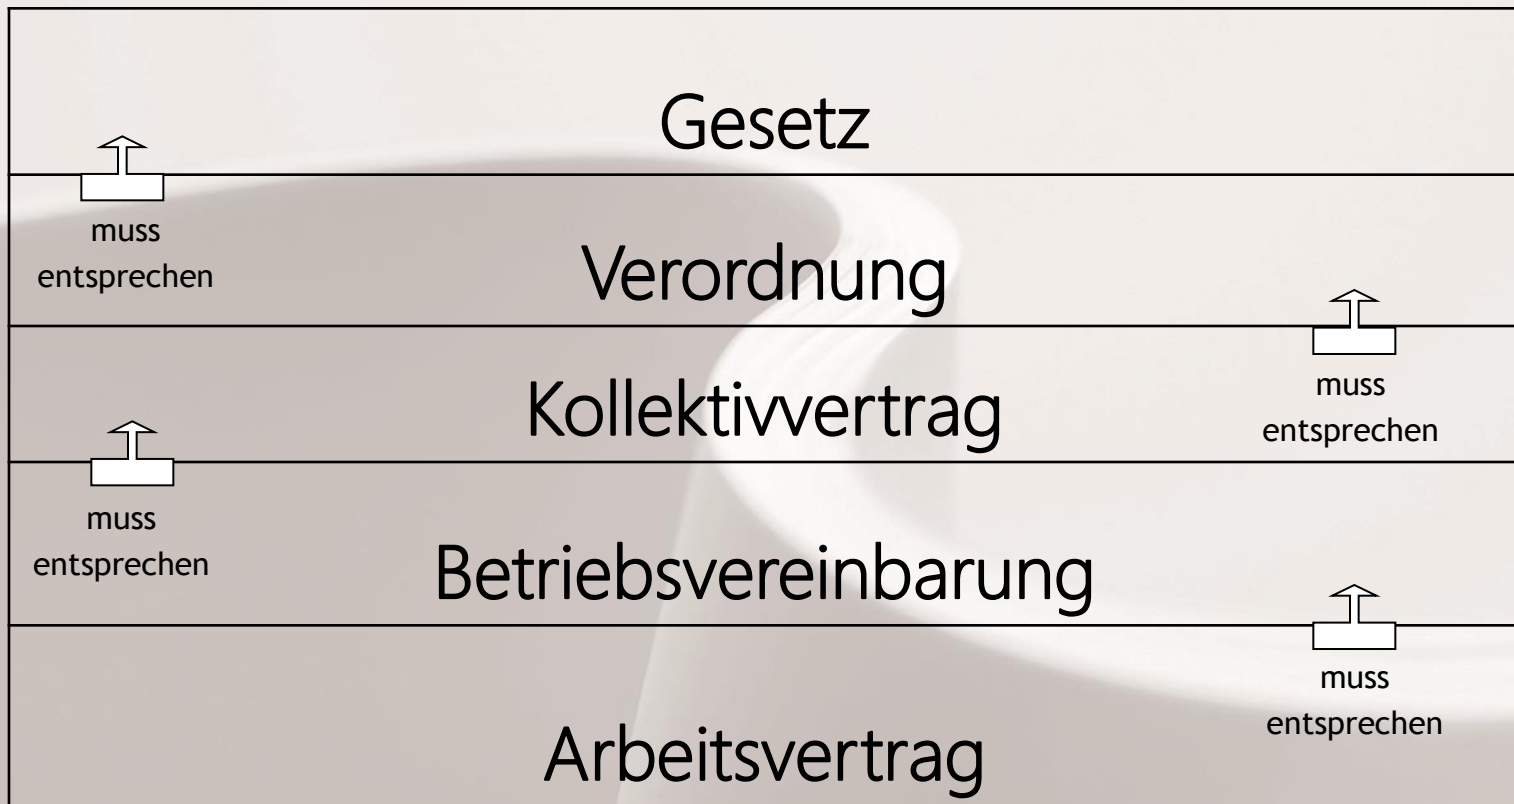 Gesetz
muss
entsprechen
Verordnung
Kollektivvertrag
muss
entsprechen
muss
entsprechen
Betriebsvereinbarung
muss
entsprechen
Arbeitsvertrag